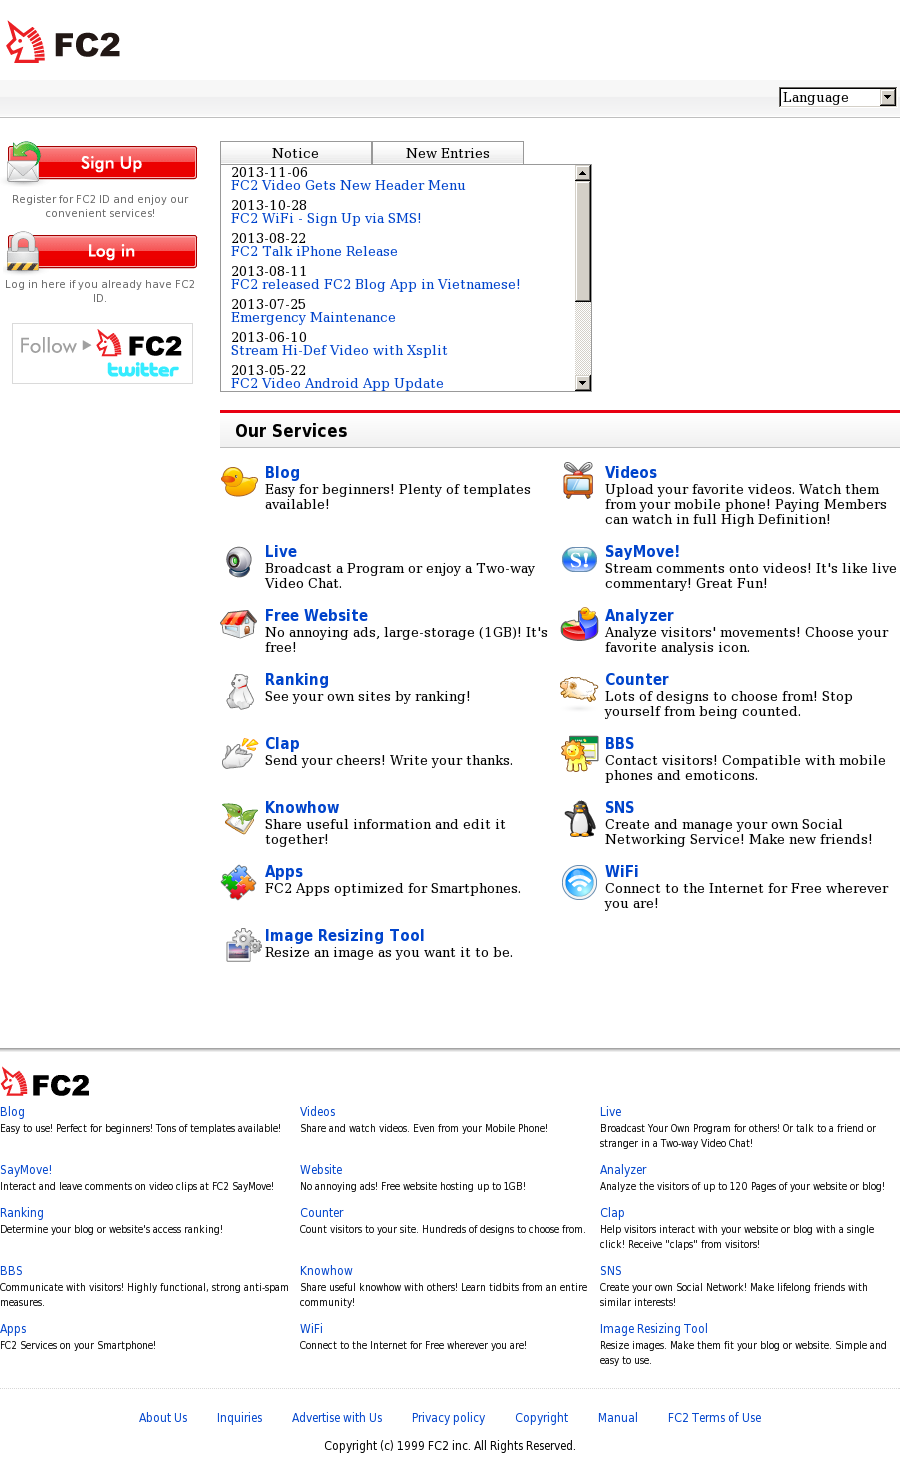 FC2
Language
Sign Up
Register for FC2 ID and enjoy our
convenient services!
Log in
Log in here if you already have FC2
ID.
Follow FC2
twitter
Notice New Entries
2013-11-06
FC2 Video Gets New Header Menu
2013-10-28
FC2 WiFi - Sign Up via SMS!
2013-08-22
FC2 Talk iPhone Release
2013-08-11
FC2 released FC2 Blog App in Vietnamese!
2013-07-25
Emergency Maintenance
2013-06-10
Stream Hi-Def Video with Xsplit
2013-05-22
FC2 Video Android App Update
Our Services
Blog
Easy for beginners! Plenty of templates
available!
Videos
Upload your favorite videos. Watch them
from your mobile phone! Paying Members
can watch in full High Definition!
Live
Broadcast a Program or enjoy a Two-way
Video Chat.
S!
SayMove!
Stream comments onto videos! It's like live
commentary! Great Fun!
Free Website
No annoying ads, large-storage (1GB)! It's
free!
Analyzer
Analyze visitors' movements! Choose your
favorite analysis icon.
Ranking
See your own sites by ranking!
Counter
Lots of designs to choose from! Stop
yourself from being counted.
Clap
Send your cheers! Write your thanks.
BBS
Contact visitors! Compatible with mobile
phones and emoticons.
Knowhow
Share useful information and edit it
together!
SNS
Create and manage your own Social
Networking Service! Make new friends!
Apps
FC2 Apps optimized for Smartphones.
WiFi
Connect to the Internet for Free wherever
you are!
Image Resizing Tool
Resize an image as you want it to be.
FC2
Blog
Easy to use! Perfect for beginners! Tons of templates available!
Videos
Share and watch videos. Even from your Mobile Phone!
Live
Broadcast Your Own Program for others! Or talk to a friend or
stranger in a Two-way Video Chat!
SayMove!
Interact and leave comments on video clips at FC2 SayMove!
Website
No annoying ads! Free website hosting up to 1GB!
Analyzer
Analyze the visitors of up to 120 Pages of your website or blog!
Ranking
Determine your blog or website's access ranking!
Counter
Count visitors to your site. Hundreds of designs to choose from.
Clap
Help visitors interact with your website or blog with a single
click! Receive "claps" from visitors!
BBS
Communicate with visitors! Highly functional, strong anti-spam
measures.
Knowhow
Share useful knowhow with others! Learn tidbits from an entire
community!
SNS
Create your own Social Network! Make lifelong friends with
similar interests!
Apps
FC2 Services on your Smartphone!
WiFi
Connect to the Internet for Free wherever you are!
Image Resizing Tool
Resize images. Make them fit your blog or website. Simple and
easy to use.
About Us Inquiries Advertise with Us Privacy policy Copyright Manual FC2 Terms of Use
Copyright (c) 1999 FC2 inc. All Rights Reserved.